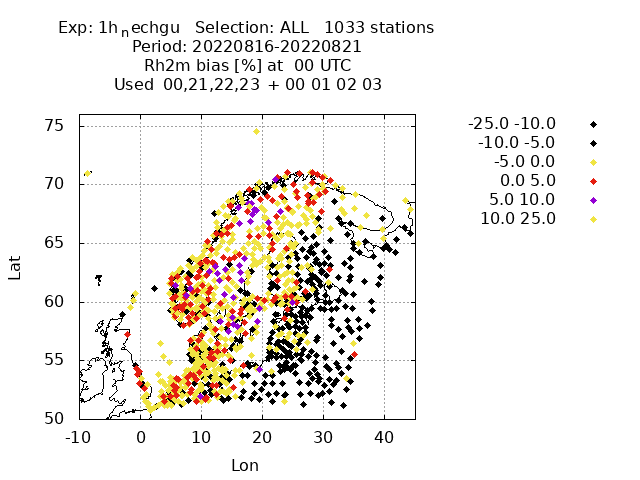 Exp: 1h_nechgu   Selection: ALL   1033 stations
Period: 20220816-20220821
Rh2m bias [%] at  00 UTC
Used  00,21,22,23 + 00 01 02 03
-25.0 -10.0
-10.0 -5.0
-5.0 0.0
0.0 5.0
5.0 10.0
10.0 25.0
75
70
65
60
55
50
Lat
-10 0 10 20 30 40
Lon